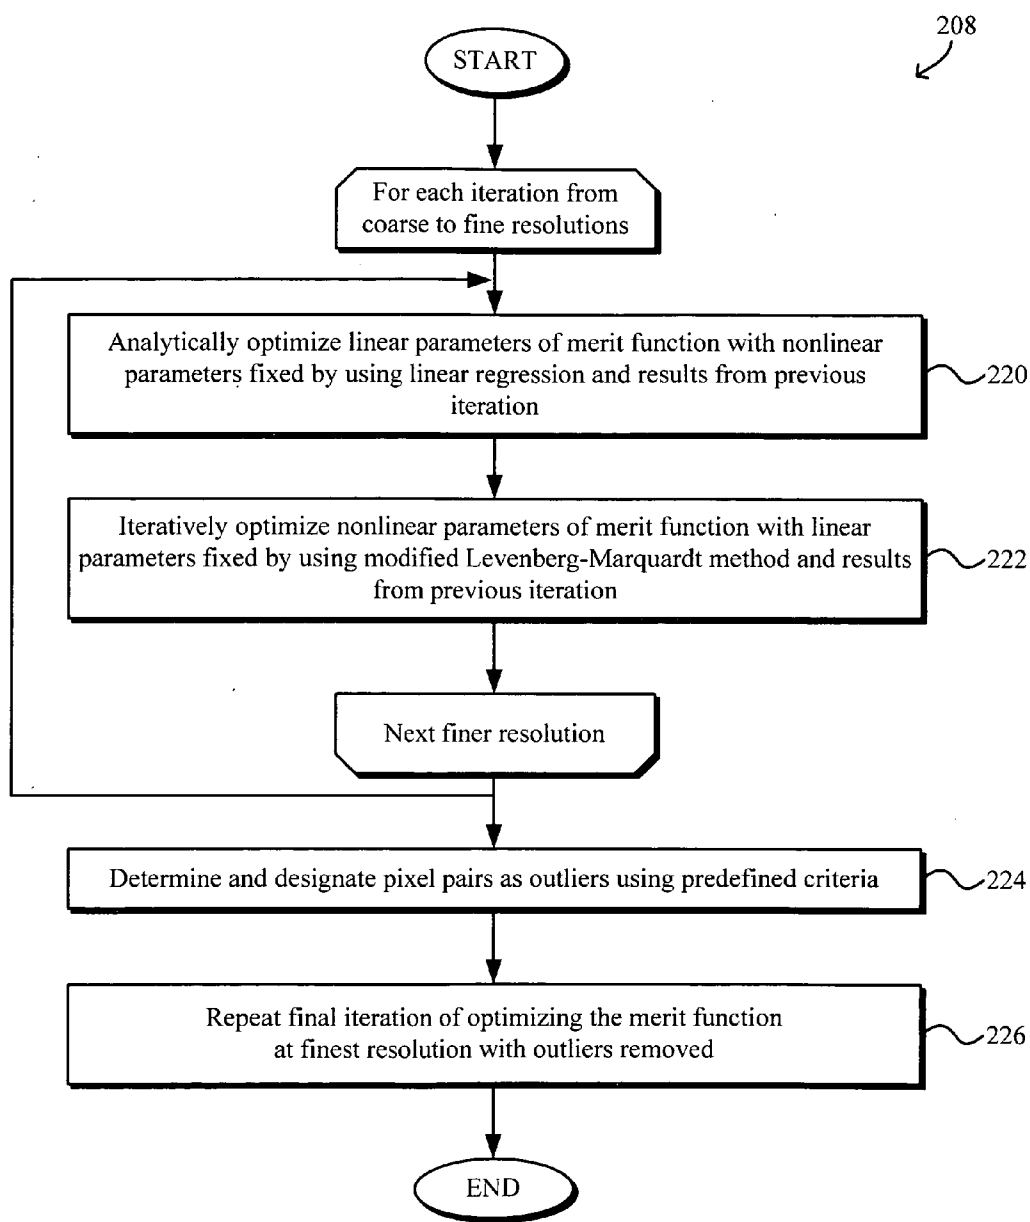 208
START
For each iteration from
coarse to fine resolutions
Analytically optimize linear parameters of merit function with nonlinear
parameters fixed by using linear regression and results from previous
iteration
220
Iteratively optimize nonlinear parameters of merit function with linear
parameters fixed by using modified Levenberg-Marquardt method and results
from previous iteration
222
Next finer resolution
Determine and designate pixel pairs as outliers using predefined criteria
224
Repeat final iteration of optimizing the merit function
at finest resolution with outliers removed
226
END